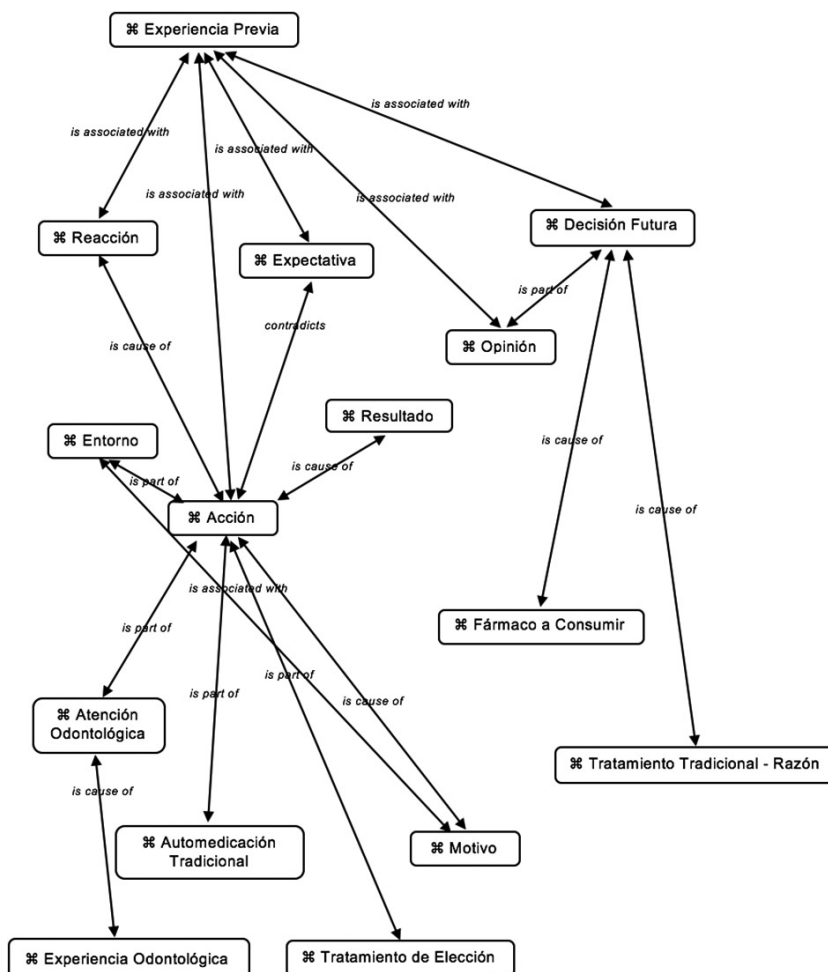 ⌘ Experiencia Previa
is associated with
is associated with
is associated with
is associated with
is associated with
⌘ Reacción
⌘ Expectativa
⌘ Decisión Futura
is part of
contradicts
is cause of
⌘ Opinión
⌘ Resultado
⌘ Entorno
is part of
is cause of
is cause of
⌘ Acción
is cause of
is associated with
⌘ Fármaco a Consumir
is part of
is part of
is part of
is cause of
⌘ Atención
Odontológica
⌘ Tratamiento Tradicional - Razón
is cause of
⌘ Automedicación
Tradicional
⌘ Motivo
⌘ Experiencia Odontológica
⌘ Tratamiento de Elección